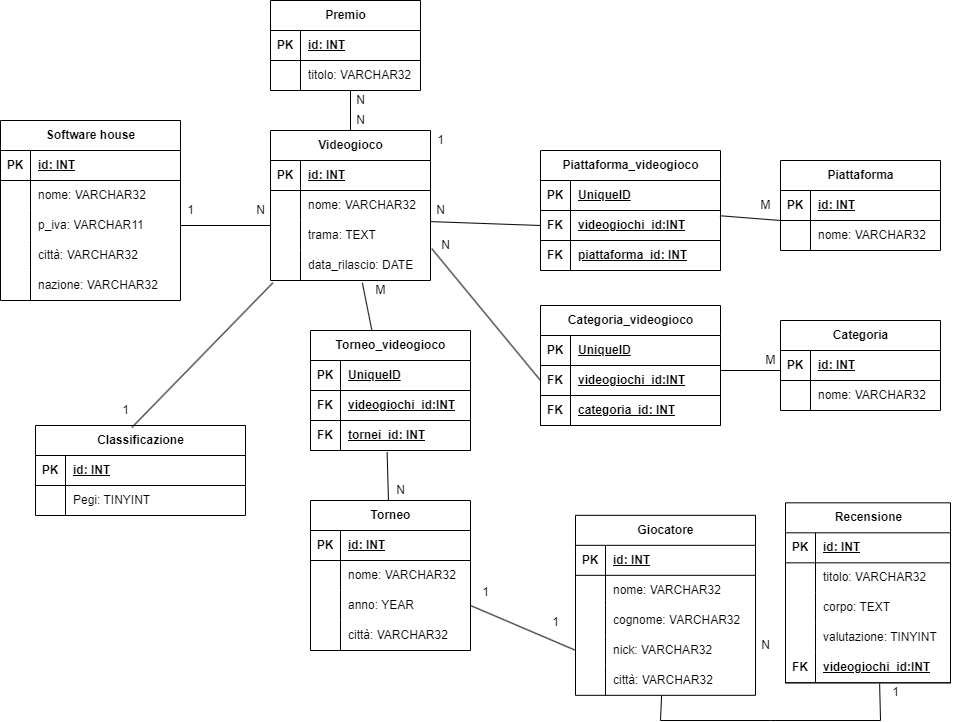 Premio
PK id: INT
titolo: VARCHAR32
N
N
Software house
PK id: INT
nome: VARCHAR32
p_iva: VARCHAR11
città: VARCHAR32
nazione: VARCHAR32
1
N
Videogioco
PK id: INT
nome: VARCHAR32
trama: TEXT
data_rilascio: DATE
1
N
N
M
Piattaforma_videogioco
PK UniqueID
FK videogiochi_id:INT
FK piattaforma_id: INT
M
Piattaforma
PK id: INT
nome: VARCHAR32
Categoria_videogioco
PK UniqueID
FK videogiochi_id:INT
FK categoria_id: INT
M
Categoria
PK id: INT
nome: VARCHAR32
Torneo_videogioco
PK UniqueID
FK videogiochi_id:INT
FK tornei_id: INT
N
1
Classificazione
PK id: INT
Pegi: TINYINT
Torneo
PK id: INT
nome: VARCHAR32
anno: YEAR
città: VARCHAR32
1
1
Giocatore
PK id: INT
nome: VARCHAR32
cognome: VARCHAR32
nick: VARCHAR32
città: VARCHAR32
N
Recensione
PK id: INT
titolo: VARCHAR32
corpo: TEXT
valutazione: TINYINT
FK videogiochi_id:INT
1